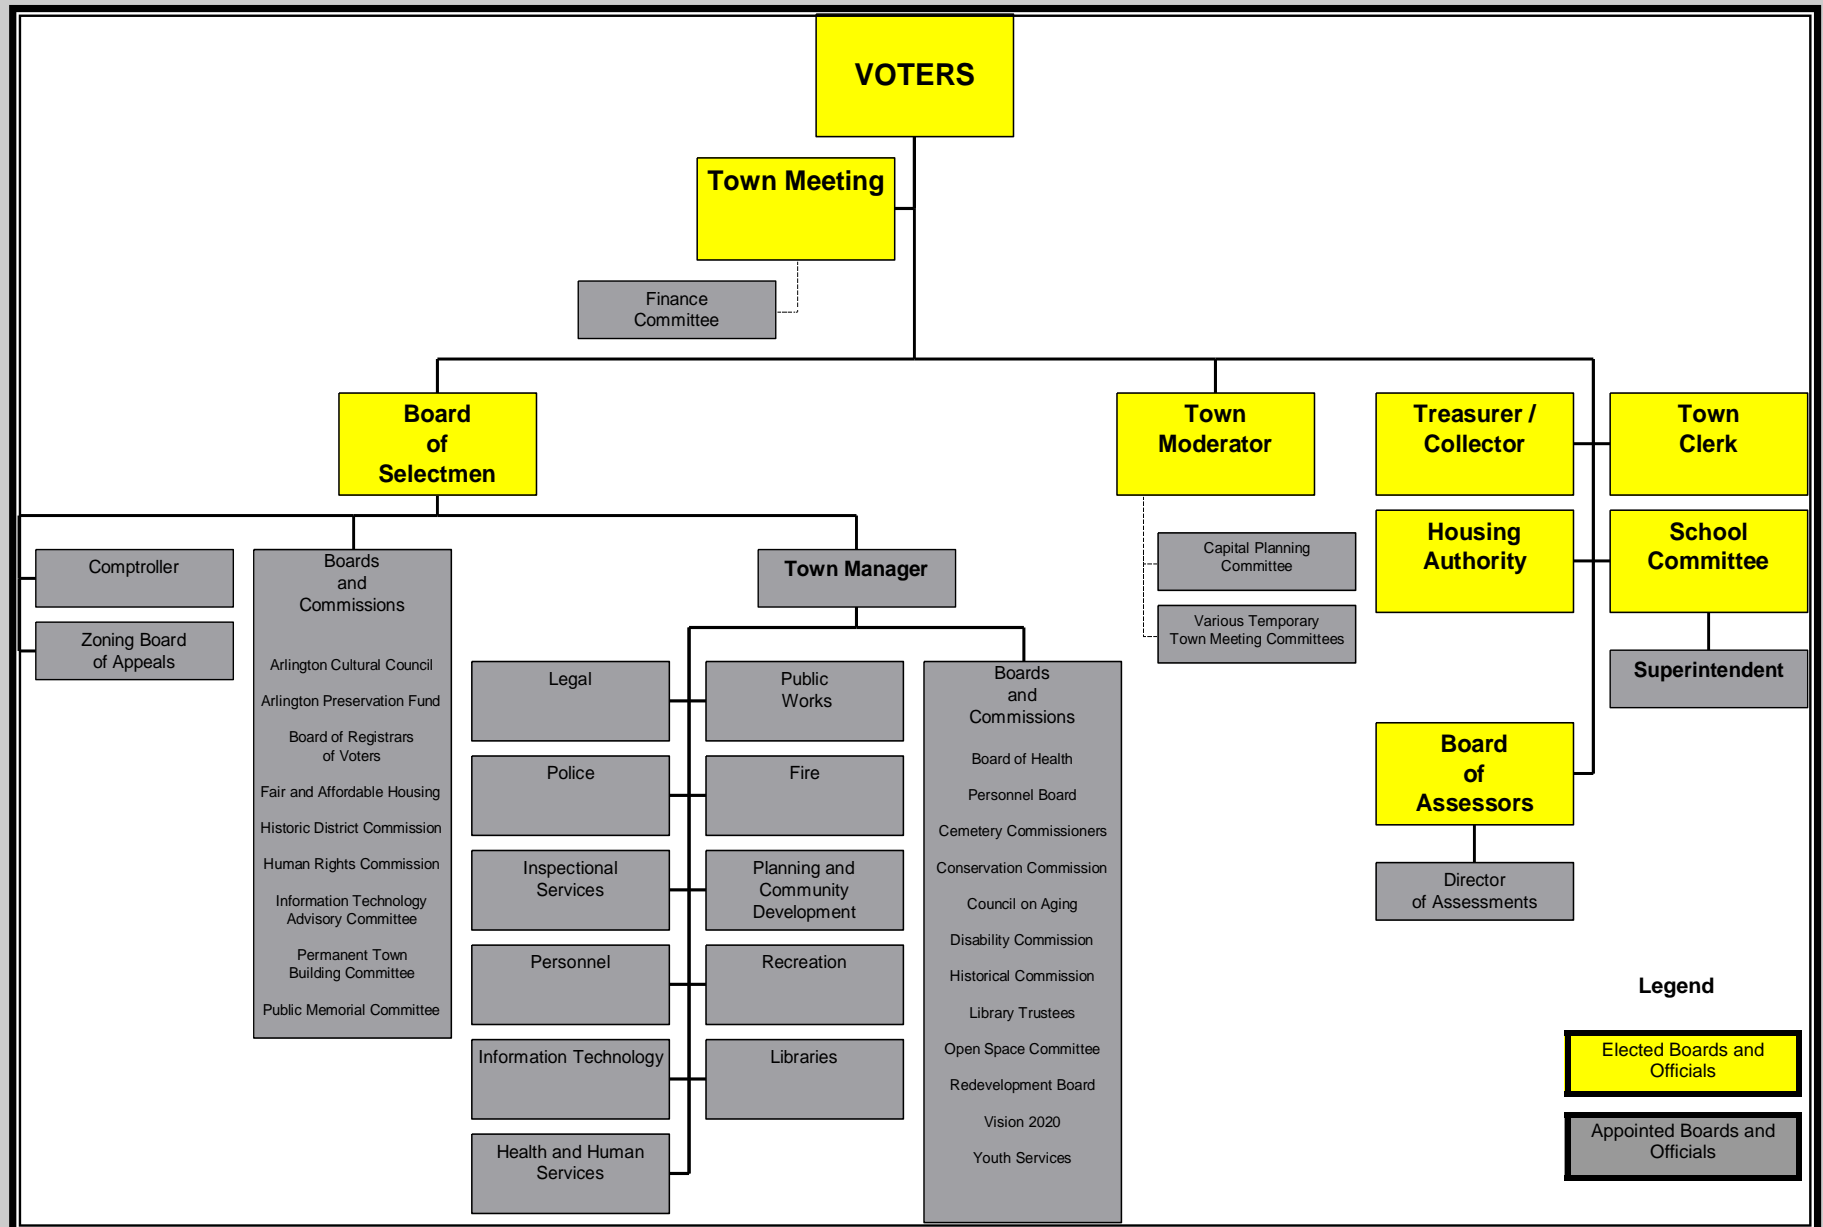 VOTERS
Town Meeting
Finance
Committee
Board
of
Selectmen
Town
Moderator
Treasurer /
Collector
Town
Clerk
Housing
Authority
School
Committee
Superintendent
Board
of
Assessors
Director
of Assessments
Capital Planning
Committee
Various Temporary
Town Meeting Committees
Comptroller
Zoning Board
of Appeals
Boards
and
Commissions
Arlington Cultural Council
Arlington Preservation Fund
Board of Registrars
of Voters
Fair and Affordable Housing
Historic District Commission
Human Rights Commission
Information Technology
Advisory Committee
Permanent Town
Building Committee
Public Memorial Committee
Town Manager
Legal
Public
Works
Police
Fire
Inspectional
Services
Planning and
Community
Development
Personnel
Recreation
Information Technology
Libraries
Health and Human
Services
Boards
and
Commissions
Board of Health
Personnel Board
Cemetery Commissioners
Conservation Commission
Council on Aging
Disability Commission
Historical Commission
Library Trustees
Open Space Committee
Redevelopment Board
Vision 2020
Youth Services
Legend
Elected Boards and
Officials
Appointed Boards and
Officials